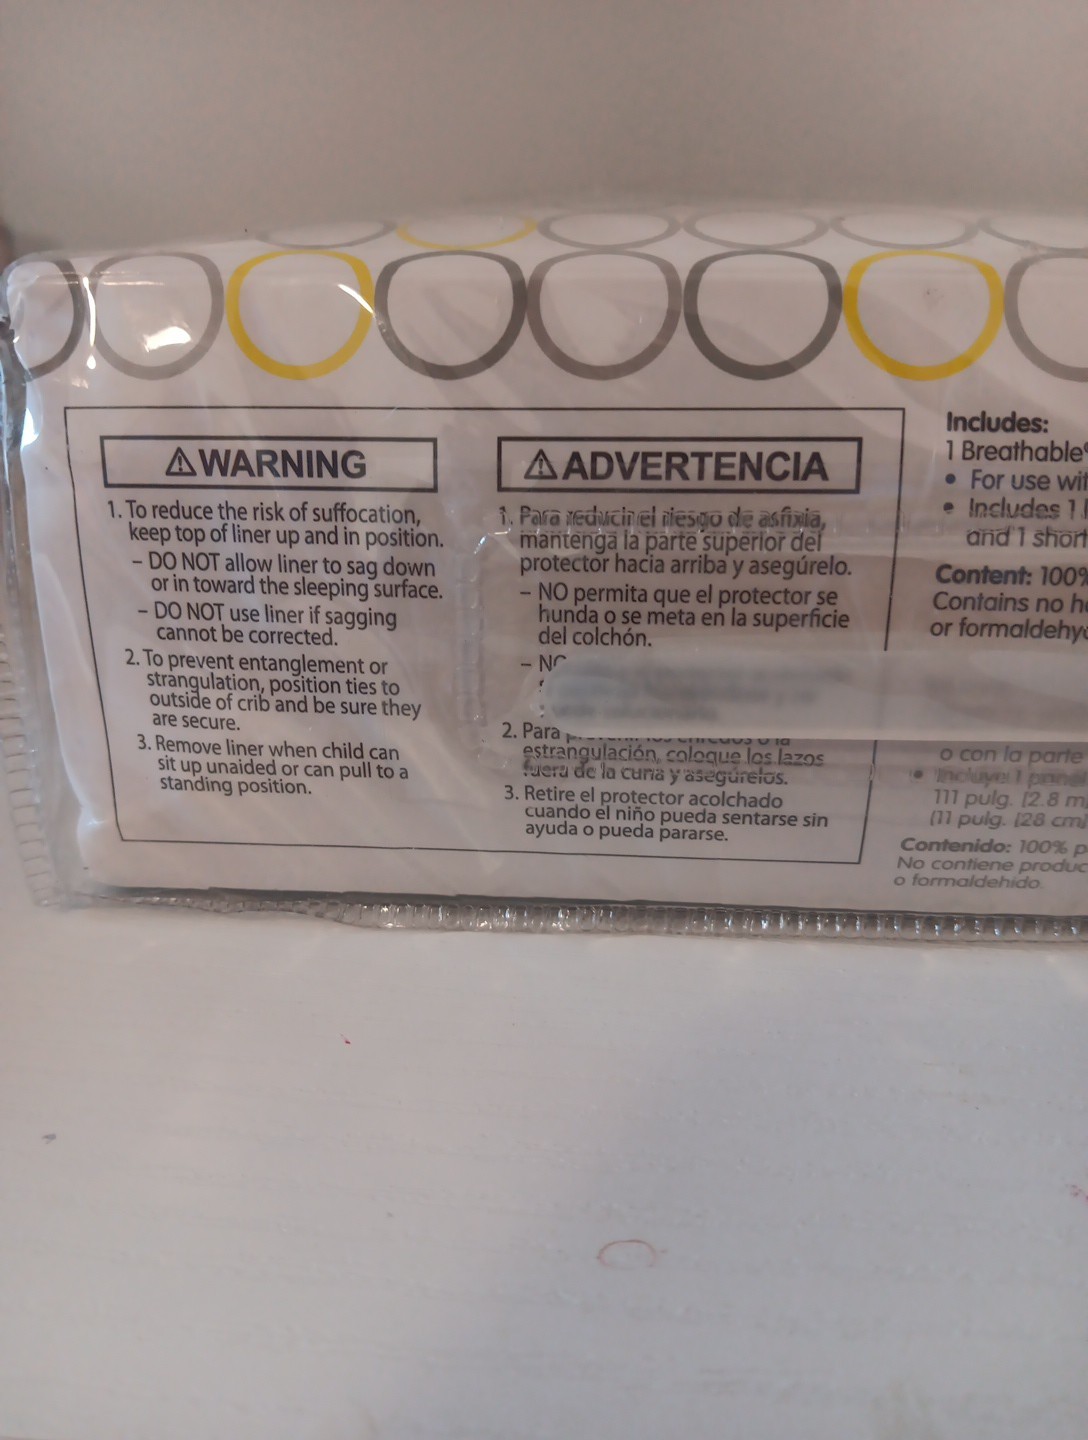 WARNING
1. To reduce the risk of suffocation,
keep top of liner up and in position.
– DO NOT allow liner to sag down
or in toward the sleeping surface.
– DO NOT use liner if sagging
cannot be corrected.
2. To prevent entanglement or
strangulation, position ties to
outside of crib and be sure they
are secure.
3. Remove liner when child can
sit up unaided or can pull to a
standing position.
ADVERTENCIA
1. Para reducir el riesgo de asfixia,
mantenga la parte superior del
protector hacia arriba y asegúrelo.
– NO permita que el protector se
hunda o se meta en la superficie
del colchón.
–
2. Para
estrangulación, coloque los lazos
fuera de la cuna y asegúrelos.
3. Retire el protector acolchado
cuando el niño pueda sentarse sin
ayuda o pueda pararse.
Includes:
1 Breathable
• For use
• Includes 1
and 1 short
Content: 100%
Contains no
or
o con la parte
• Incluye 1
111 pulg. [2.8
(11 pulg. [28 cm]
Contenido: 100%
No contiene
o formaldehído.